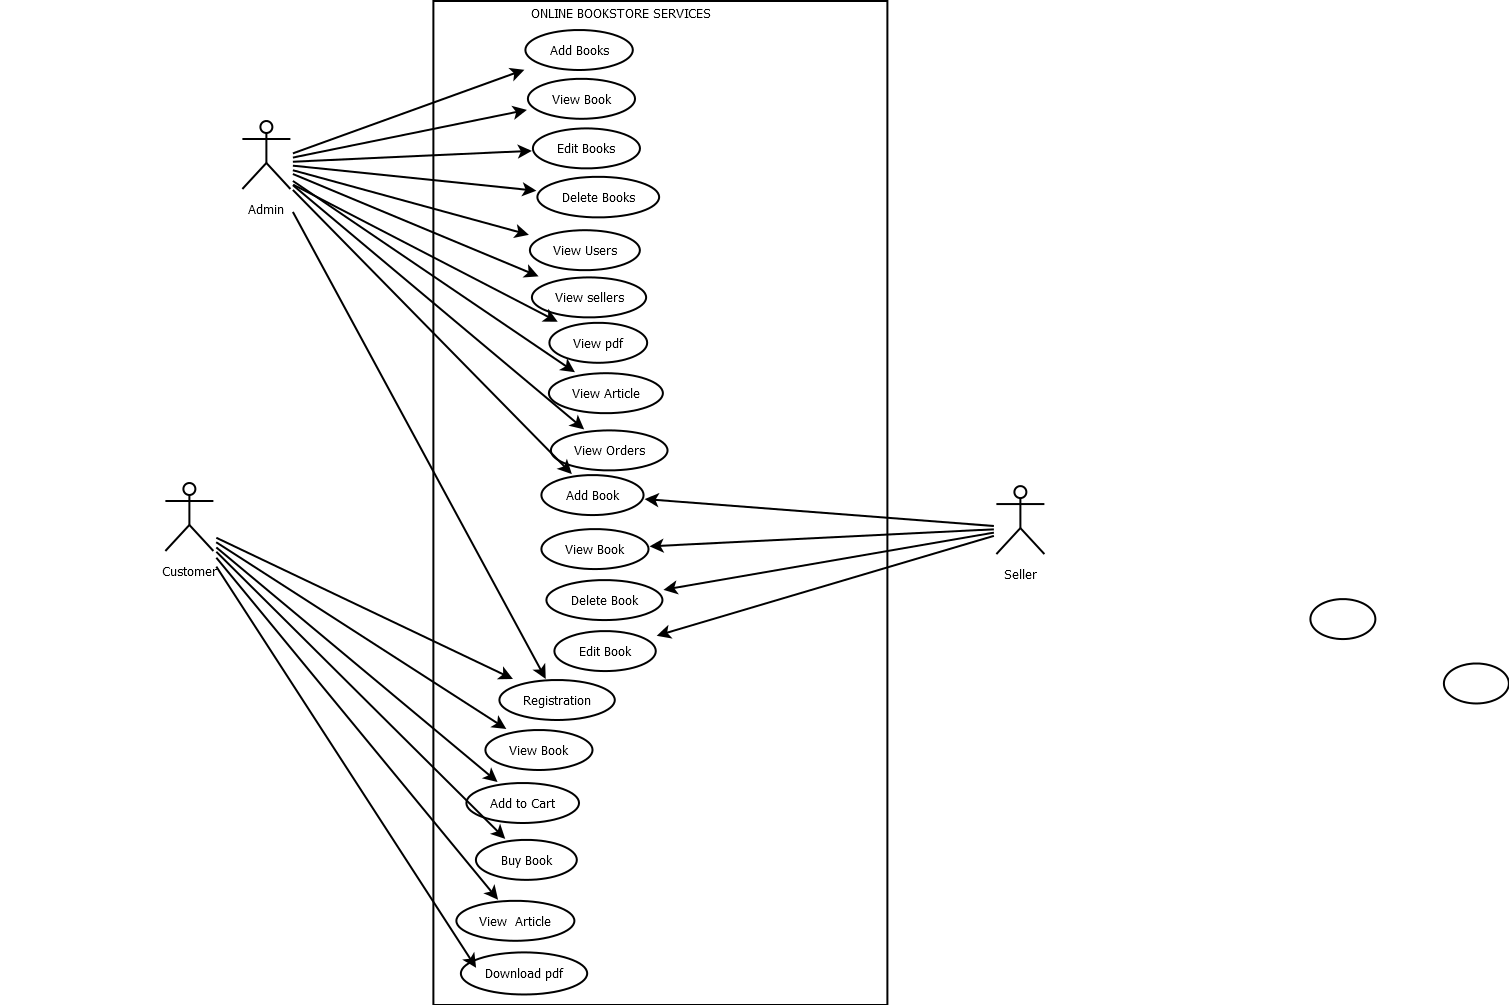 ONLINE BOOKSTORE SERVICES
Add Books
View Book
Edit Books
Delete Books
Admin
View Users
View sellers
View pdf
View Article
View Orders
Add Book
View Book
Customer
Seller
Delete Book
Edit Book
Registration
View Book
Add to Cart
Buy Book
View Article
Download pdf